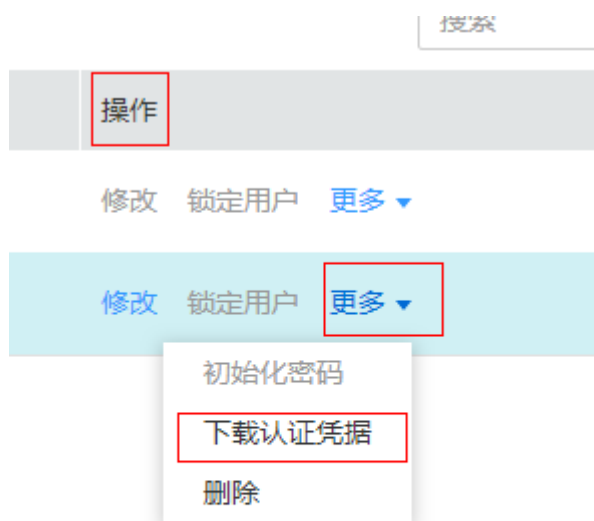 搜索
操作
修改 锁定用户 更多
修改 锁定用户 更多
初始化密码
下载认证凭据
删除